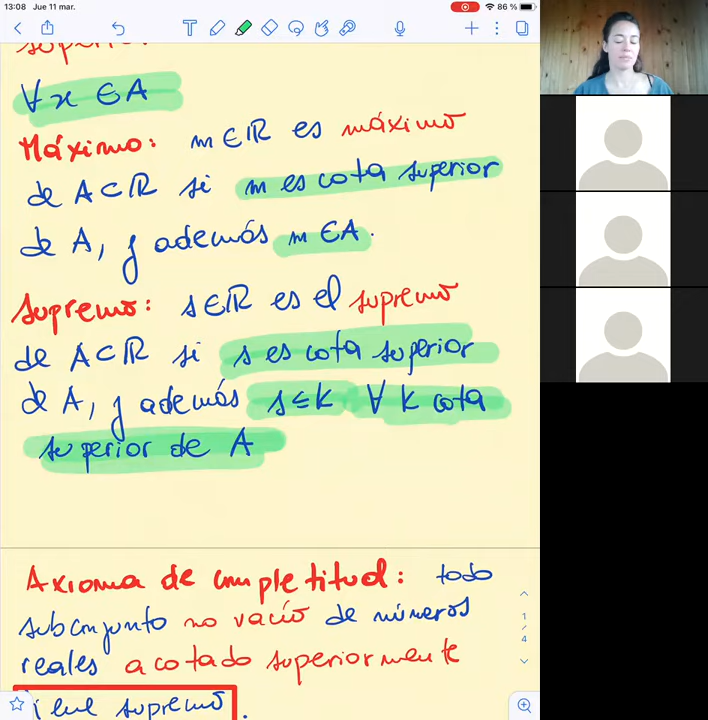 13:08 Jue 11 mar.
86 %
superior.
∀x ∈ A
Máximo: m∈ℝ es máximo
de A⊂ℝ si m es cota superior
de A, y además m∈A.
Supremo: s∈ℝ es el supremo
de A⊂ℝ si s es cota superior
de A, y además s≤k ∀ k cota
superior de A
Axioma de completitud: todo
subconjunto no vacío de números
reales acotado superiormente
tiene supremo.
1
/
4